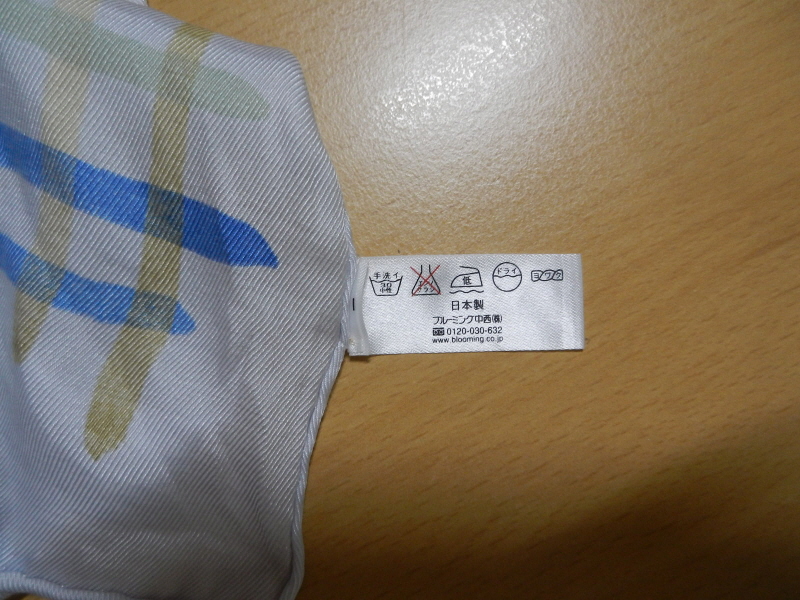 手洗イ 30 中性 エンソサラシ 低 ドライ ヨワク
日本製
ブルーミング中西(株)
0120-030-632
www.blooming.co.jp